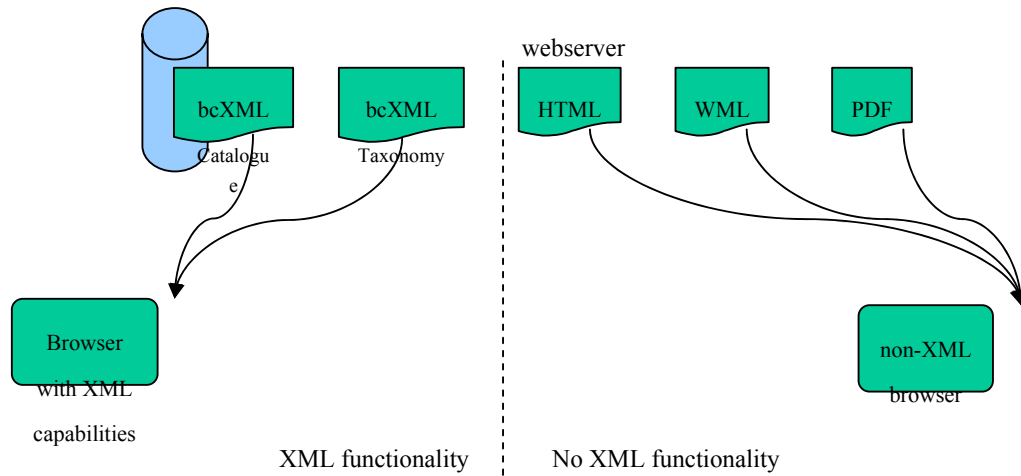 webserver
bcXML
Catalogu
e
bcXML
Taxonomy
HTML
WML
PDF
Browser
with XML
capabilities
non-XML
browser
XML functionality
No XML functionality